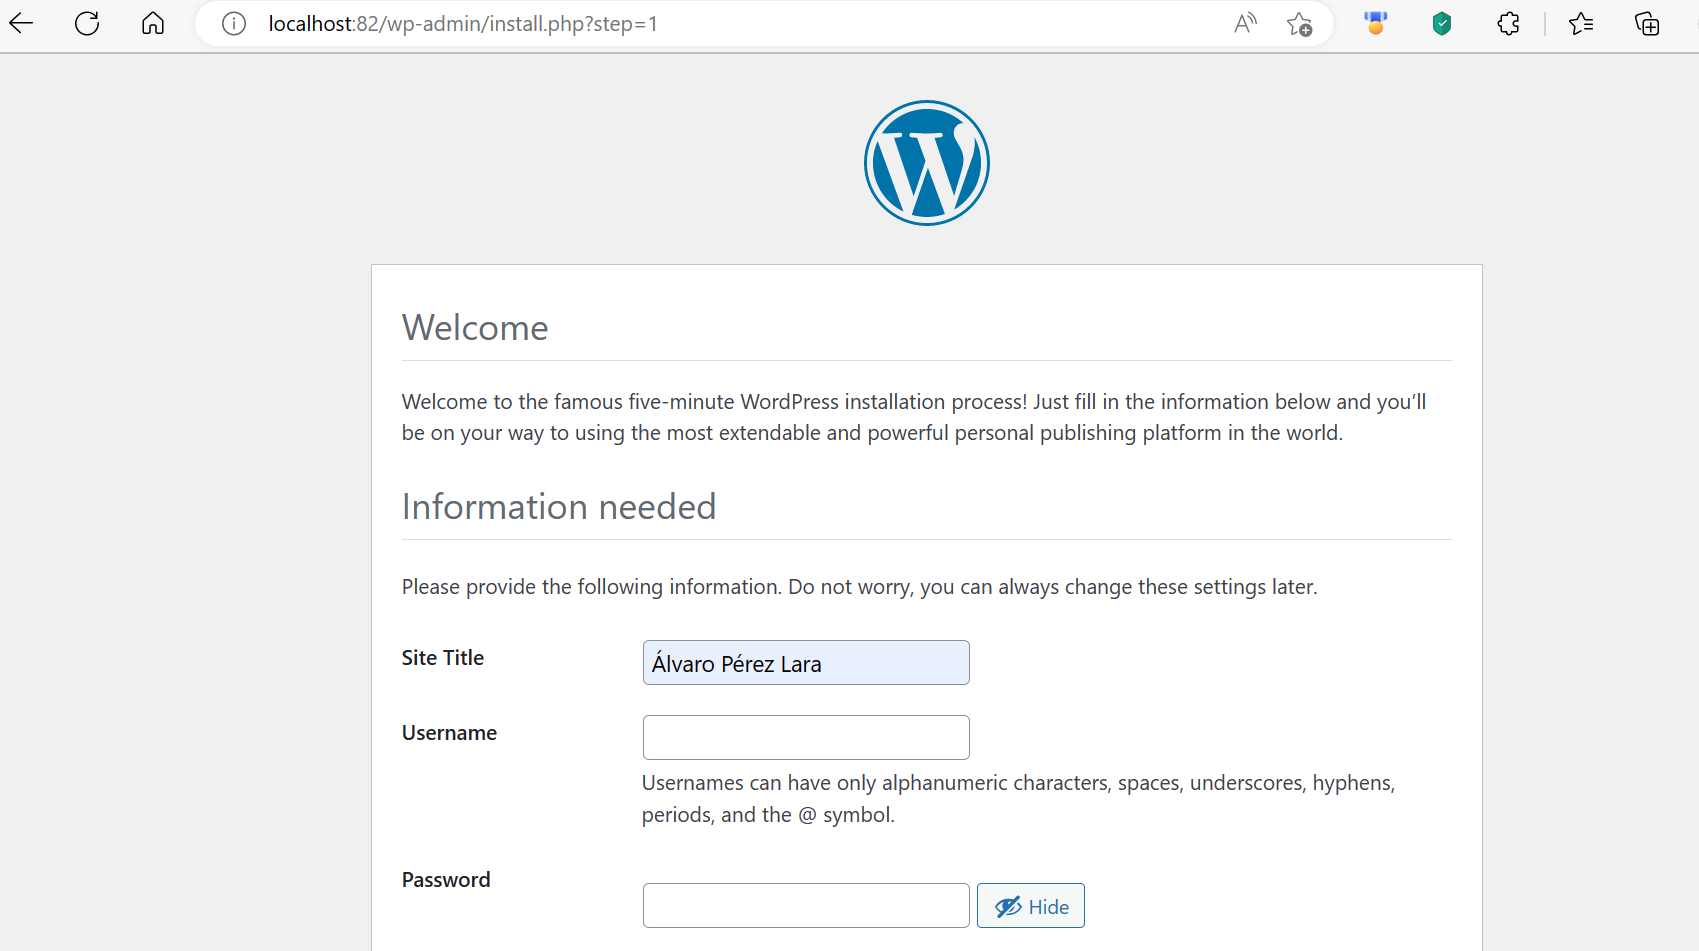 localhost:82/wp-admin/install.php?step=1
Welcome
Welcome to the famous five-minute WordPress installation process! Just fill in the information below and you’ll
be on your way to using the most extendable and powerful personal publishing platform in the world.
Information needed
Please provide the following information. Do not worry, you can always change these settings later.
Site Title
Álvaro Pérez Lara
Username
Usernames can have only alphanumeric characters, spaces, underscores, hyphens,
periods, and the @ symbol.
Password
Hide